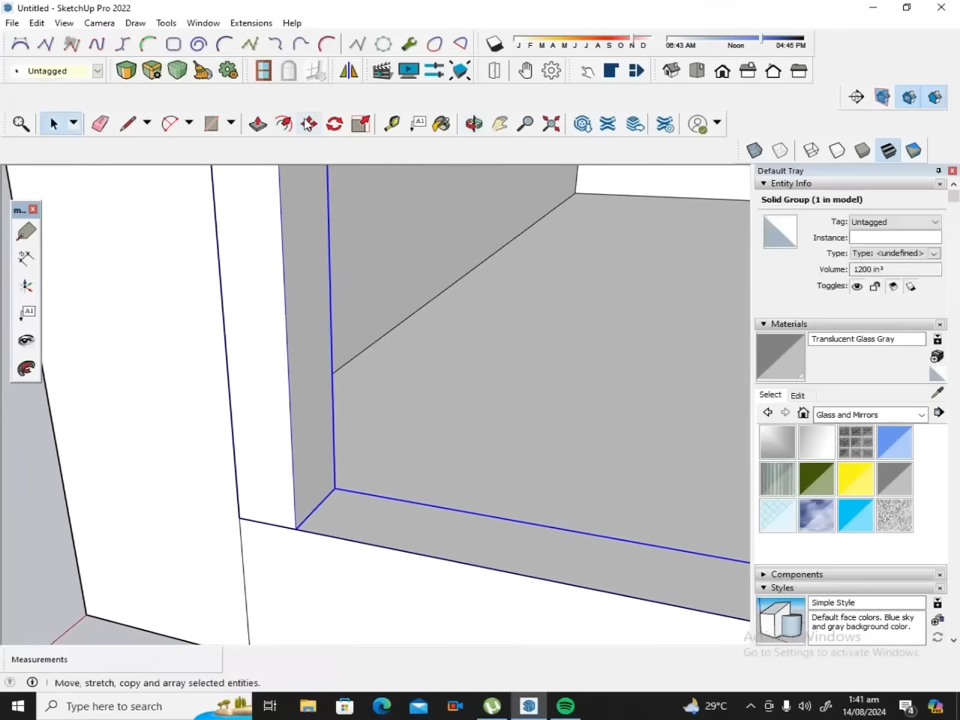 Untitled - SketchUp Pro 2022
File Edit View Camera Draw Tools Window Extensions Help
J F M A M J J A S O N D
06:43 AM Noon 04:45 PM
Untagged
Default Tray
Entity Info
Solid Group (1 in model)
Tag: Untagged
Instance:
Type: Type: <undefined>
Volume: 1200 in³
Toggles:
m...
A1
A1
Materials
Translucent Glass Gray
Select Edit
Glass and Mirrors
Components
Styles
Simple Style
Default face colors. Blue sky
and gray background color.
Activate Windows
Go to Settings to activate Windows.
Measurements
Move, stretch, copy and array selected entities.
Type here to search
29°C
1:41 am
14/08/2024
4